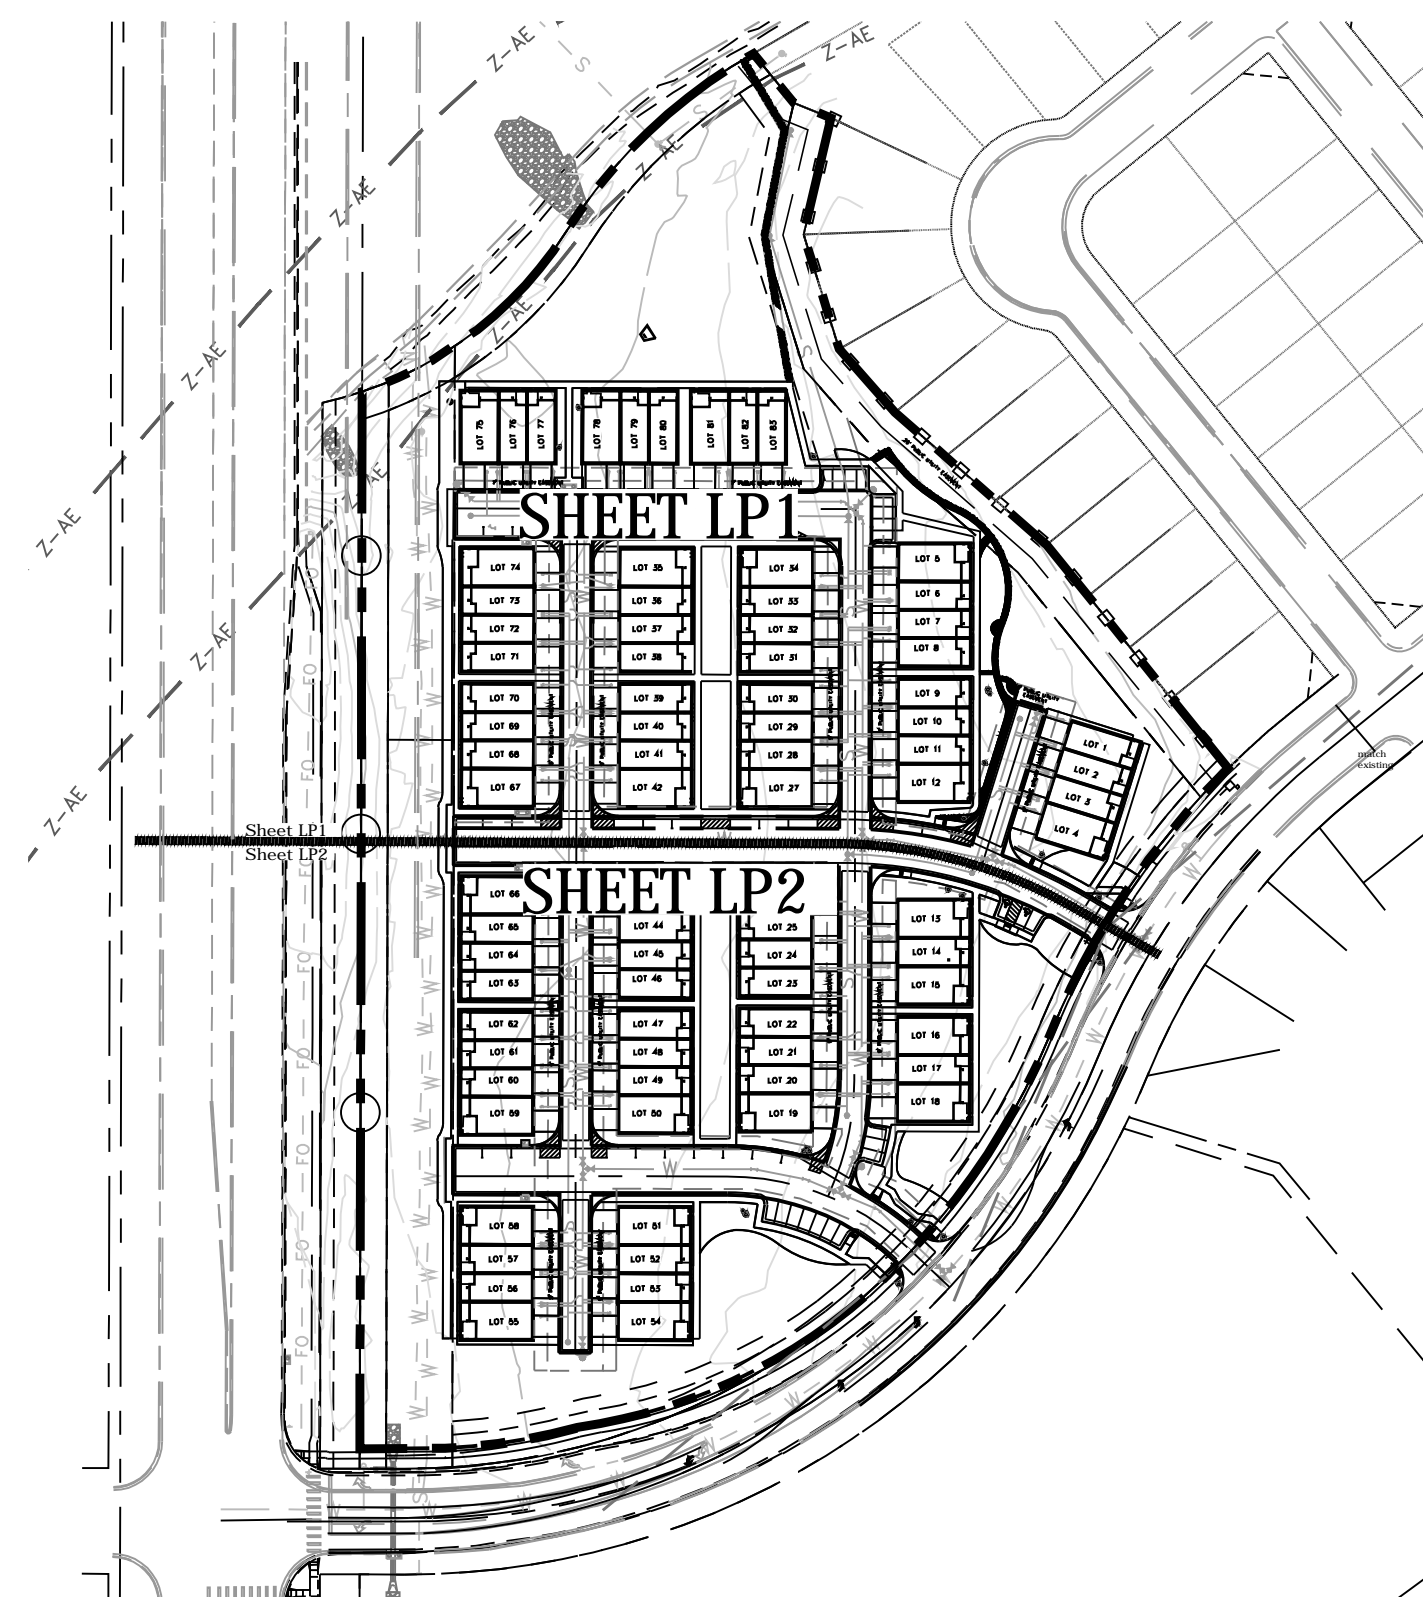 Z-AE
Z-AE
Z-AE
S
S
Z-AE
Z-AE
Z-AE
S
LOT 75
LOT 76
LOT 77
LOT 78
LOT 79
LOT 80
LOT 81
LOT 82
LOT 83
Z-AE
Z-AE
SHEET LP1
LOT 74
LOT 35
LOT 34
LOT 5
LOT 73
LOT 36
LOT 33
LOT 6
LOT 72
LOT 37
LOT 32
LOT 7
LOT 71
LOT 38
LOT 31
LOT 8
Z-AE
LOT 70
LOT 39
LOT 30
LOT 9
LOT 69
LOT 40
LOT 29
LOT 10
LOT 68
LOT 41
LOT 28
LOT 11
LOT 67
LOT 42
LOT 27
LOT 12
LOT 1
LOT 2
LOT 3
LOT 4
match
existing
Z-AE
Sheet LP1
Sheet LP2
SHEET LP2
LOT 66
LOT 65
LOT 44
LOT 25
LOT 13
LOT 64
LOT 45
LOT 24
LOT 14
LOT 63
LOT 46
LOT 23
LOT 15
LOT 62
LOT 47
LOT 22
LOT 16
LOT 61
LOT 48
LOT 21
LOT 17
LOT 60
LOT 49
LOT 20
LOT 18
LOT 59
LOT 50
LOT 19
FO
FO
FO
FO
FO
FO
FO
W
W
W
LOT 58
LOT 51
LOT 57
LOT 52
LOT 56
LOT 53
LOT 55
LOT 54